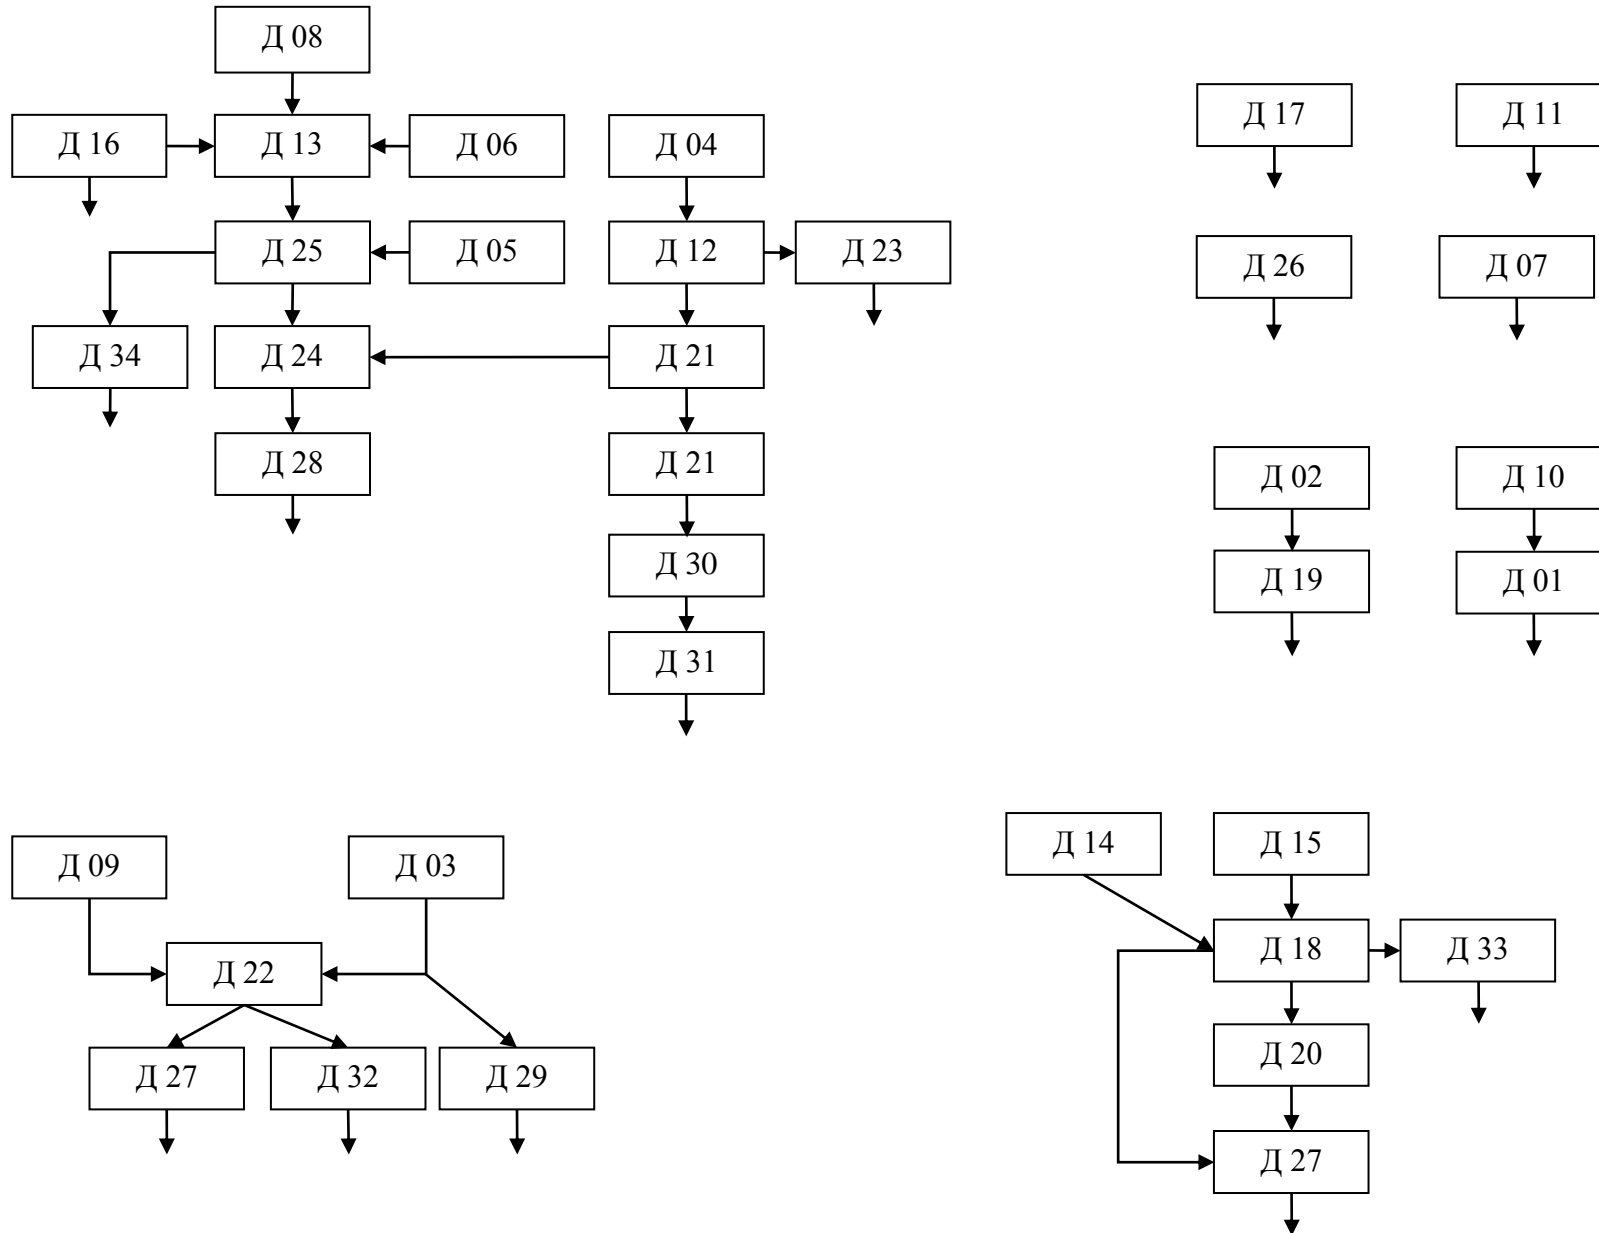 Д 08
Д 17
Д 11
Д 16
Д 13
Д 06
Д 04
Д 25
Д 05
Д 12
Д 23
Д 26
Д 07
Д 34
Д 24
Д 21
Д 28
Д 21
Д 02
Д 10
Д 30
Д 19
Д 01
Д 31
Д 14
Д 15
Д 09
Д 03
Д 18
Д 33
Д 22
Д 20
Д 27
Д 32
Д 29
Д 27